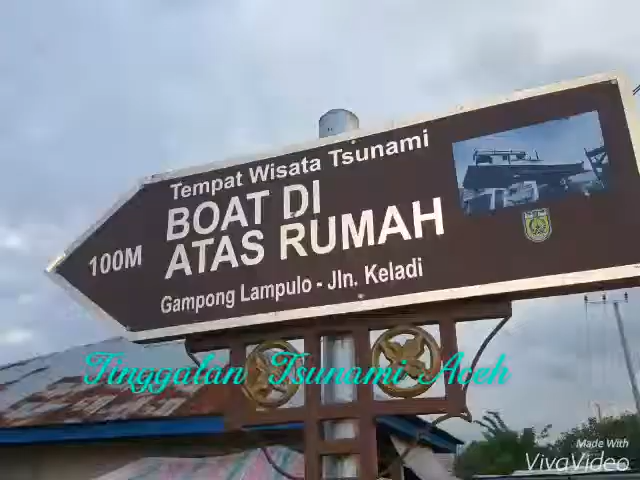 Tempat Wisata Tsunami
BOAT DI
ATAS RUMAH
100M
Gampong Lampulo - Jln. Keladi
Tinggalan Tsunami Aceh
Made With
VivaVideo